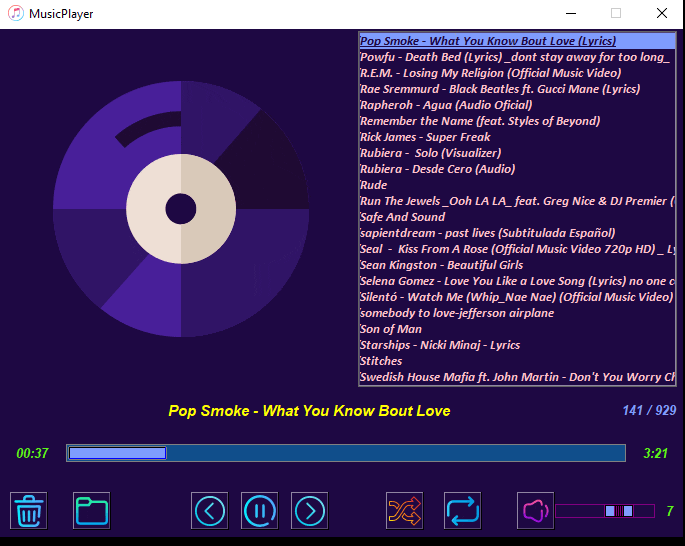 MusicPlayer
Pop Smoke - What You Know Bout Love (Lyrics)
Powfu - Death Bed (Lyrics) _dont stay away for too long_
R.E.M. - Losing My Religion (Official Music Video)
Rae Sremmurd - Black Beatles ft. Gucci Mane (Lyrics)
Rapheroh - Agua (Audio Oficial)
Remember the Name (feat. Styles of Beyond)
Rick James - Super Freak
Rubiera -  Solo (Visualizer)
Rubiera - Desde Cero (Audio)
Rude
Run The Jewels _Ooh LA LA_ feat. Greg Nice & DJ Premier (
Safe And Sound
sapientdream - past lives (Subtitulada Español)
Seal  -  Kiss From A Rose (Official Music Video 720p HD) _ Ly
Sean Kingston - Beautiful Girls
Selena Gomez - Love You Like a Love Song (Lyrics) no one c
Silentó - Watch Me (Whip_Nae Nae) (Official Music Video)
somebody to love-jefferson airplane
Son of Man
Starships - Nicki Minaj - Lyrics
Stitches
Swedish House Mafia ft. John Martin - Don't You Worry Ch
Pop Smoke - What You Know Bout Love
141 / 929
00:37
3:21
7